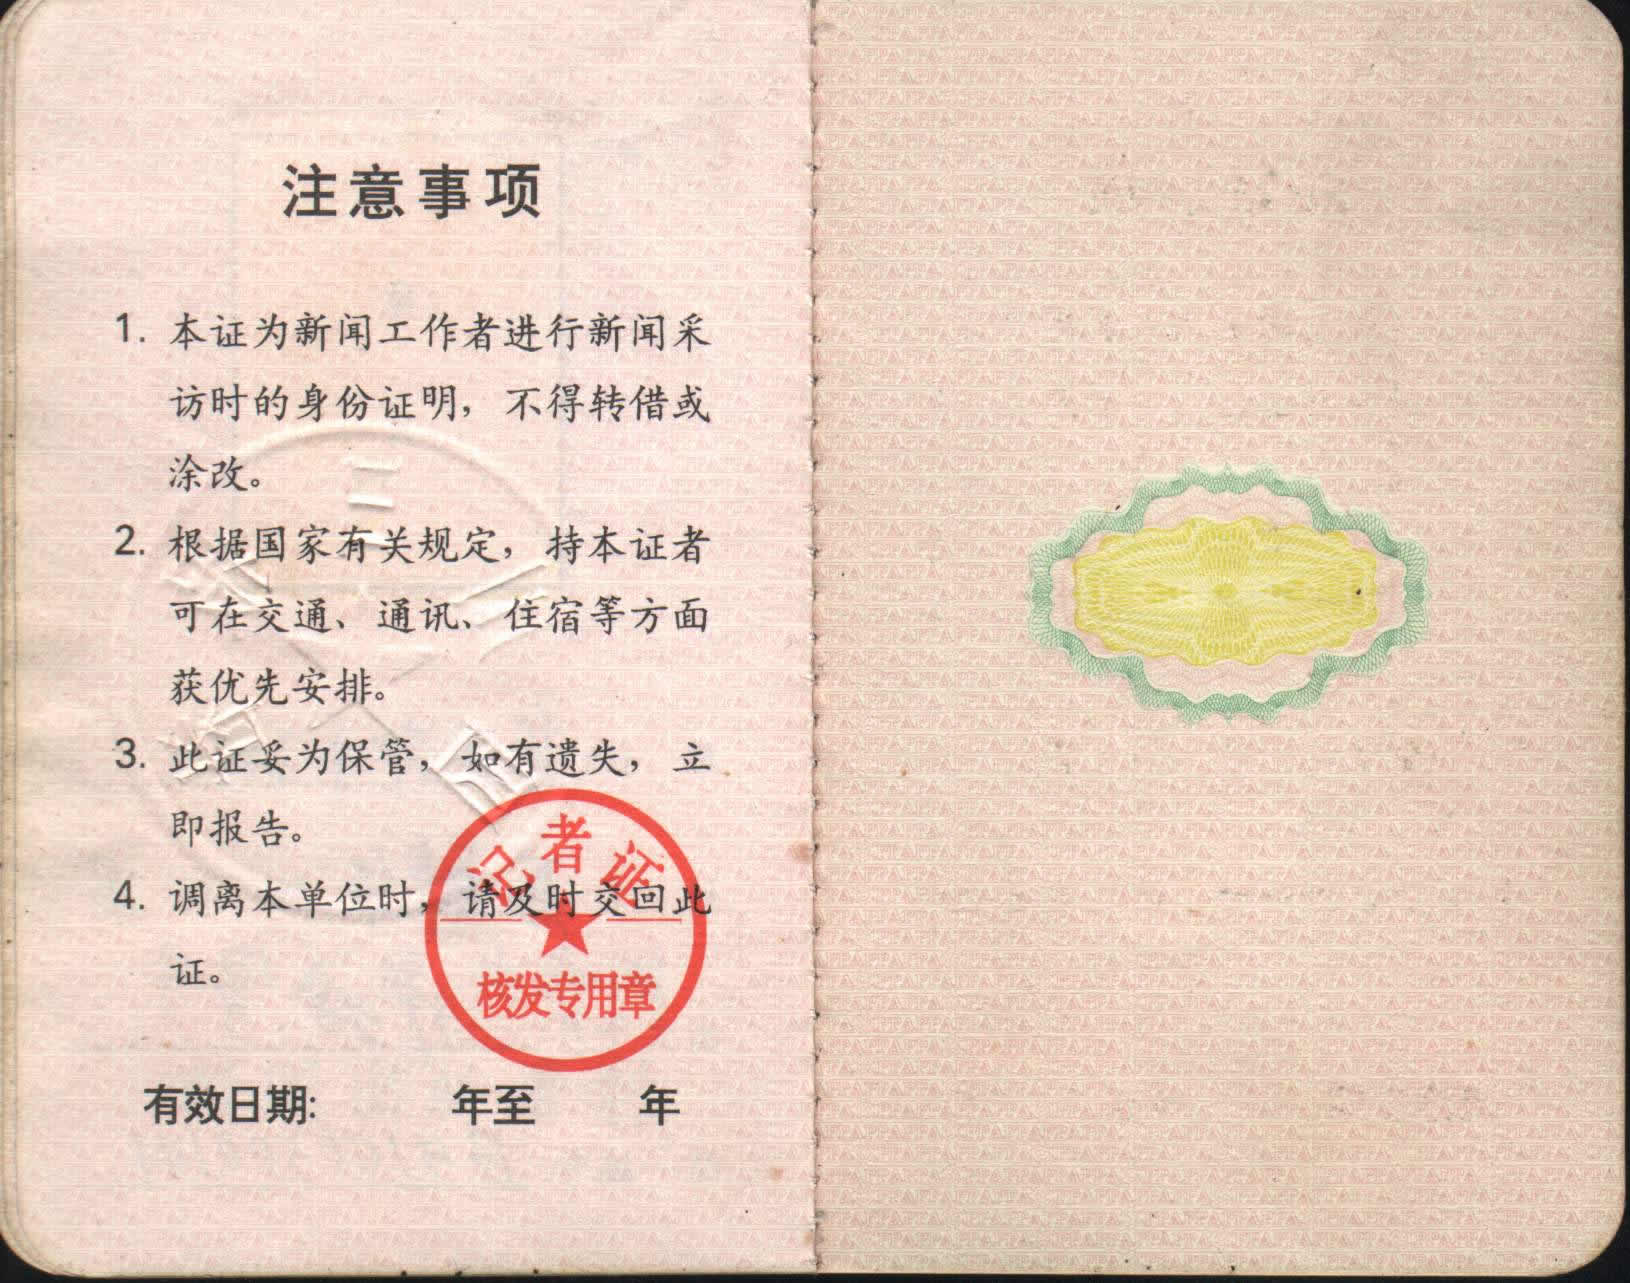 注意事项
1. 本证为新闻工作者进行新闻采
访时的身份证明，不得转借或
涂改。
2. 根据国家有关规定，持本证者
可在交通、通讯、住宿等方面
获优先安排。
3. 此证妥为保管，如有遗失，立
即报告。
4. 调离本单位时，请及时交回此
证。
记者证
核发专用章
有效日期: 年至 年